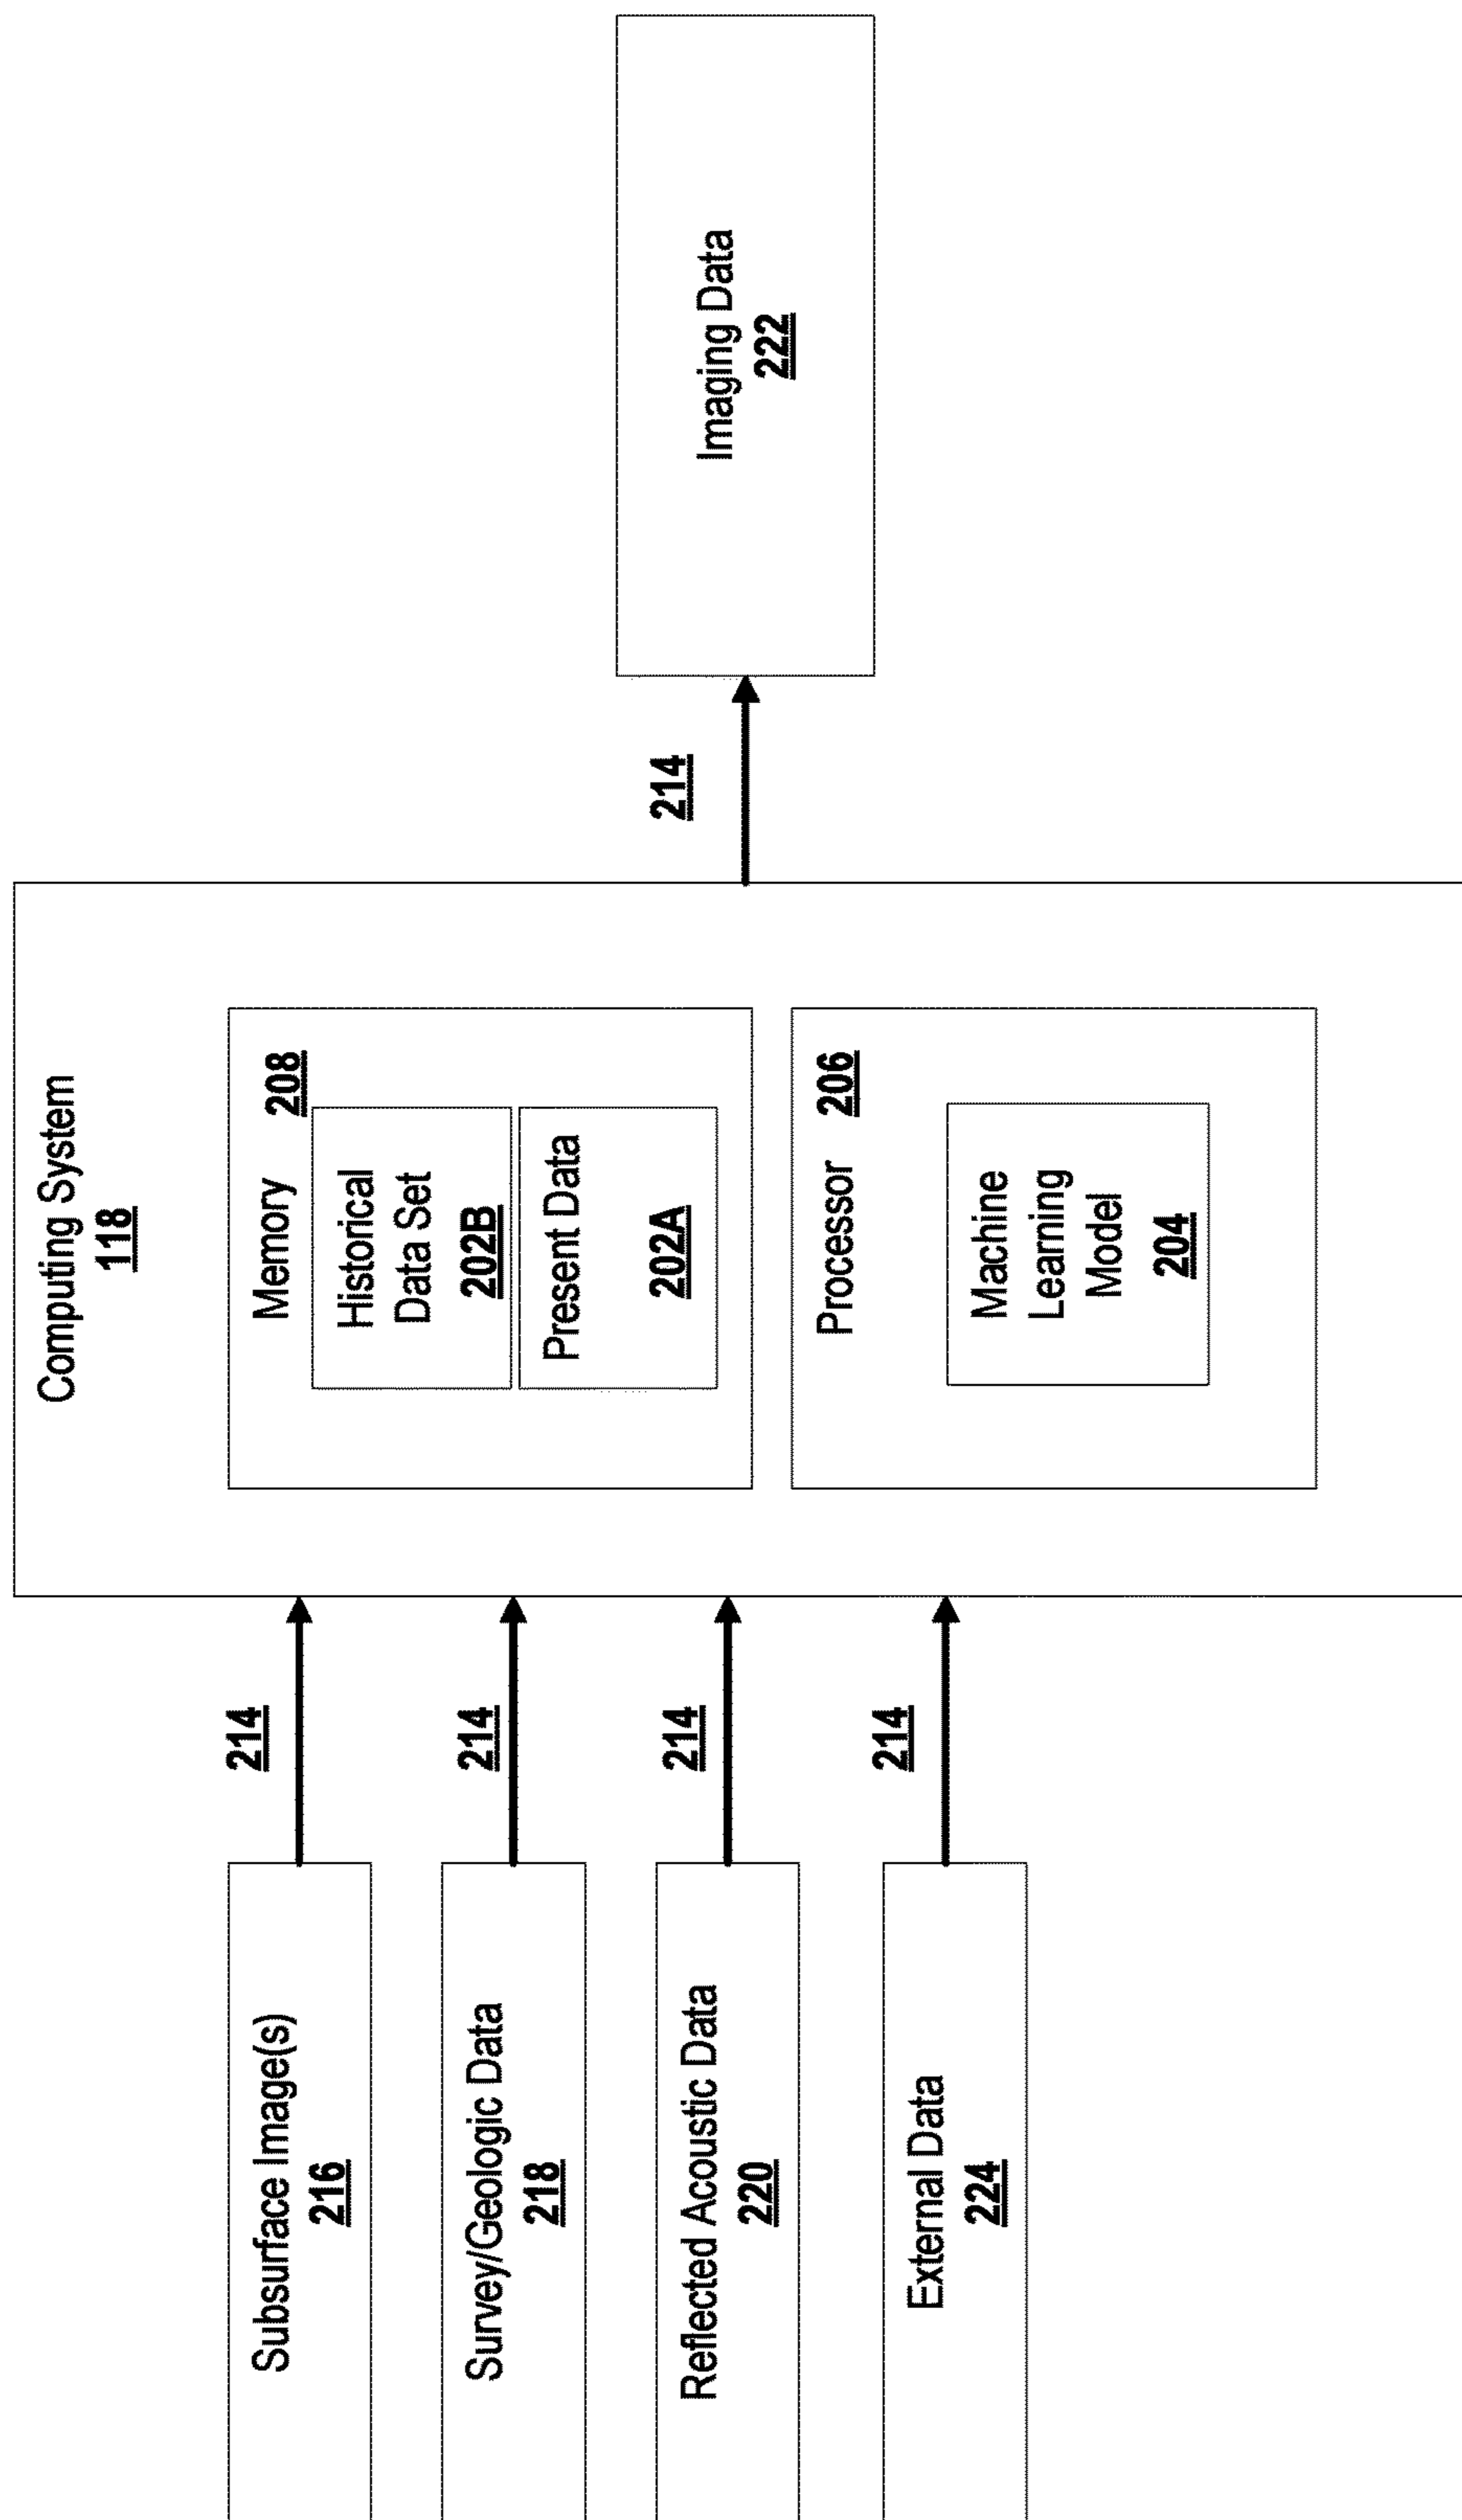 Subsurface Image(s)
216
Survey/Geologic Data
218
Reflected Acoustic Data
220
External Data
224
214
214
214
214
Computing System
118
Memory 208
Historical
Data Set
202B
Present Data
202A
Processor 206
Machine
Learning
Model
204
214
Imaging Data
222